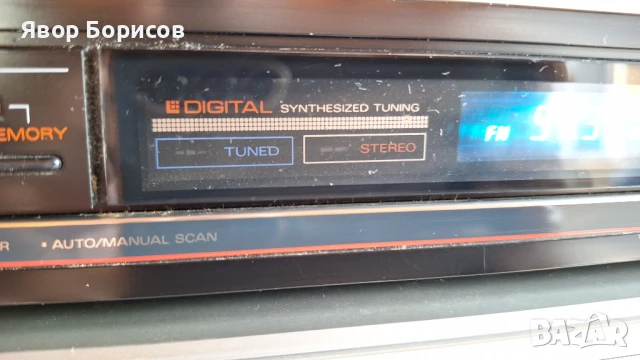 Явор Борисов
DIGITAL SYNTHESIZED TUNING
EMORY
TUNED
STEREO
FM
R • AUTO/MANUAL SCAN
BAZAR